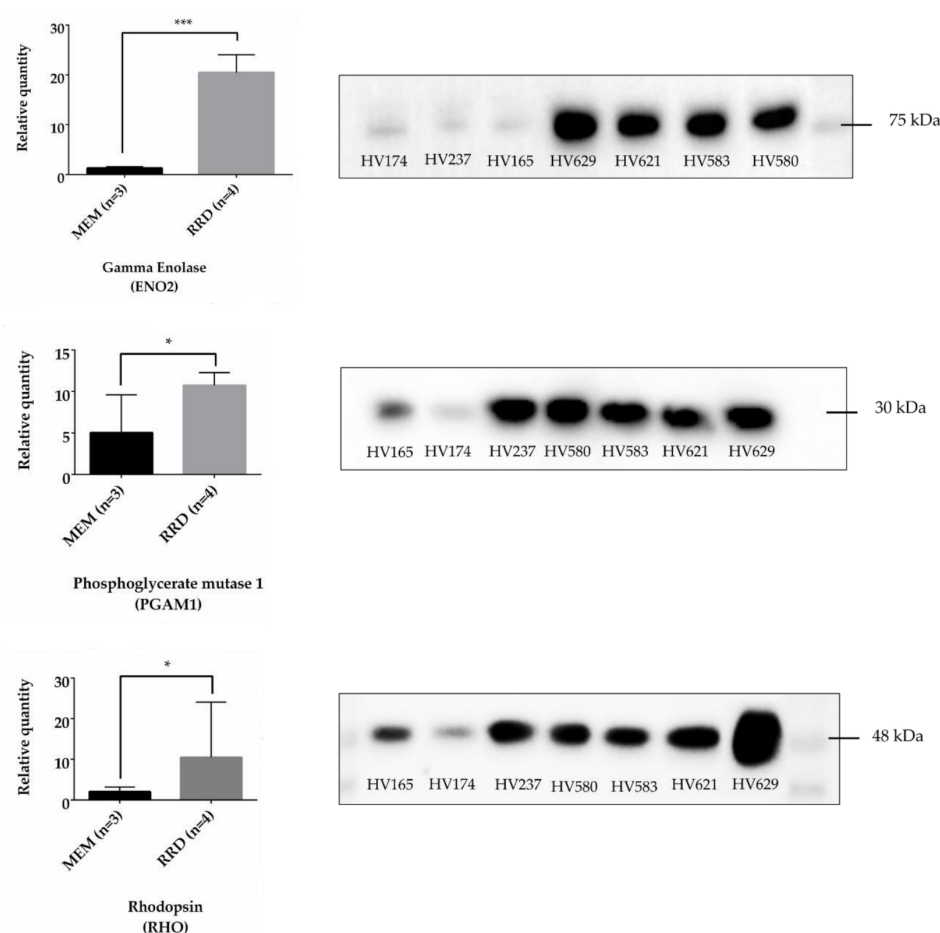 30
20
10
0
Relative quantity
***
MEM (n=3)
RRD (n=4)
Gamma Enolase
(ENO2)
HV174 HV237 HV165 HV629 HV621 HV583 HV580
75 kDa
15
10
5
0
Relative quantity
*
MEM (n=3)
RRD (n=4)
Phosphoglycerate mutase 1
(PGAM1)
HV165 HV174 HV237 HV580 HV583 HV621 HV629
30 kDa
30
20
10
0
Relative quantity
*
MEM (n=3)
RRD (n=4)
Rhodopsin
(RHO)
HV165 HV174 HV237 HV580 HV583 HV621 HV629
48 kDa